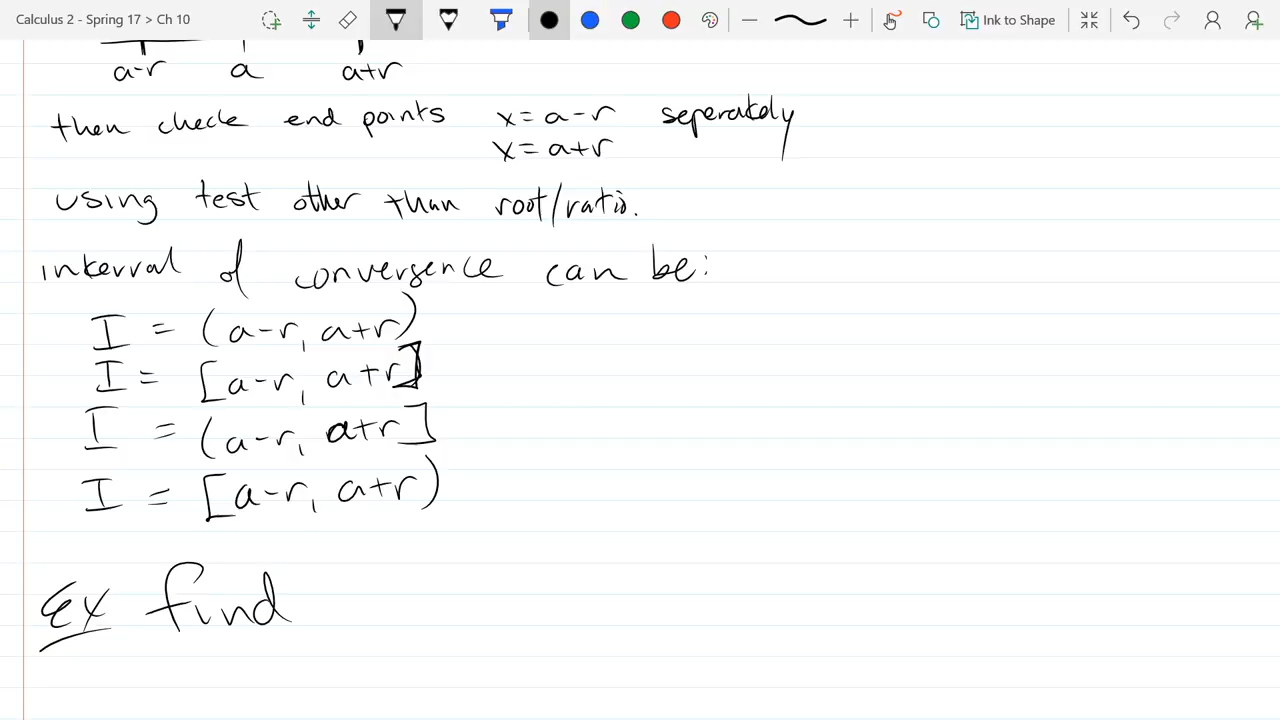 Calculus 2 - Spring 17 > Ch 10
Ink to Shape
a-r a a+r
then check end points x = a-r seperately
x = a+r
using test other than root/ratio.
interval of convergence can be:
I = (a-r, a+r)
I = [a-r, a+r]
I = (a-r, a+r]
I = [a-r, a+r)
Ex find